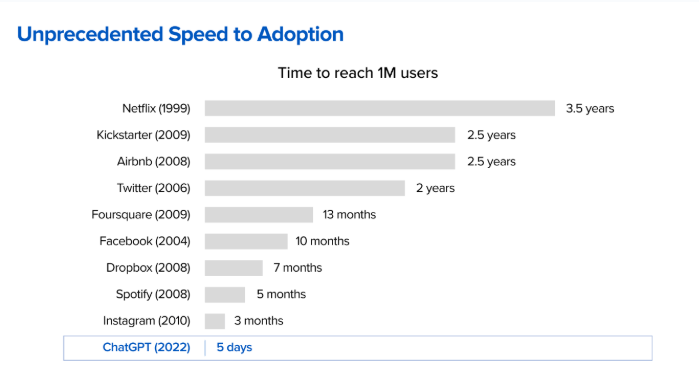 Unprecedented Speed to Adoption
Time to reach 1M users
Netflix (1999) 3.5 years
Kickstarter (2009) 2.5 years
Airbnb (2008) 2.5 years
Twitter (2006) 2 years
Foursquare (2009) 13 months
Facebook (2004) 10 months
Dropbox (2008) 7 months
Spotify (2008) 5 months
Instagram (2010) 3 months
ChatGPT (2022) 5 days